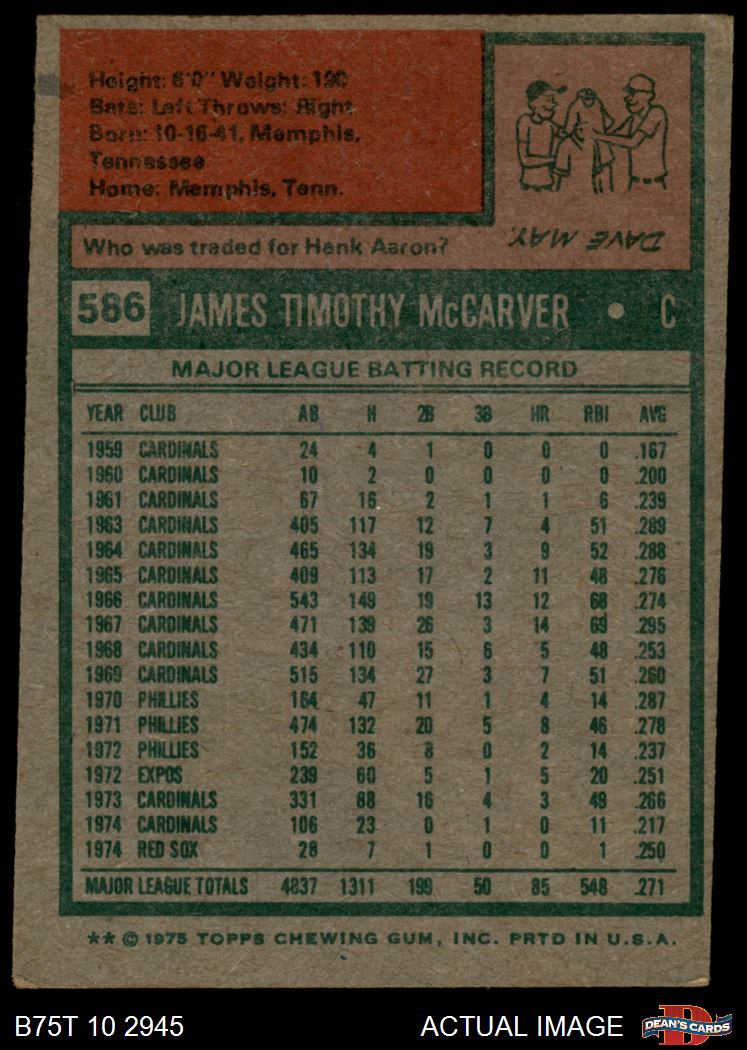 Height: 6'0" Weight: 190
Bats: Left Throws: Right
Born: 10-16-41, Memphis,
Tennessee
Home: Memphis, Tenn.
DAVE MAY.
Who was traded for Hank Aaron?
586 JAMES TIMOTHY McCARVER • C
MAJOR LEAGUE BATTING RECORD
YEAR CLUB AB H 2B 3B HR RBI AVG
1959 CARDINALS 24 4 1 0 0 0 .167
1960 CARDINALS 10 2 0 0 0 0 .200
1961 CARDINALS 67 16 2 1 1 6 .239
1963 CARDINALS 405 117 12 7 4 51 .289
1964 CARDINALS 465 134 19 3 9 52 .288
1965 CARDINALS 409 113 17 2 11 48 .276
1966 CARDINALS 543 149 19 13 12 68 .274
1967 CARDINALS 471 139 26 3 14 69 .295
1968 CARDINALS 434 110 15 6 5 48 .253
1969 CARDINALS 515 134 27 3 7 51 .260
1970 PHILLIES 164 47 11 1 4 14 .287
1971 PHILLIES 474 132 20 5 8 46 .278
1972 PHILLIES 152 36 8 0 2 14 .237
1972 EXPOS 239 60 5 1 5 20 .251
1973 CARDINALS 331 88 16 4 3 49 .266
1974 CARDINALS 106 23 0 1 0 11 .217
1974 RED SOX 28 7 1 0 0 1 .250
MAJOR LEAGUE TOTALS 4837 1311 199 50 85 548 .271
** © 1975 TOPPS CHEWING GUM, INC. PRTD IN U.S.A.
B75T 10 2945 ACTUAL IMAGE D DEAN'S CARDS